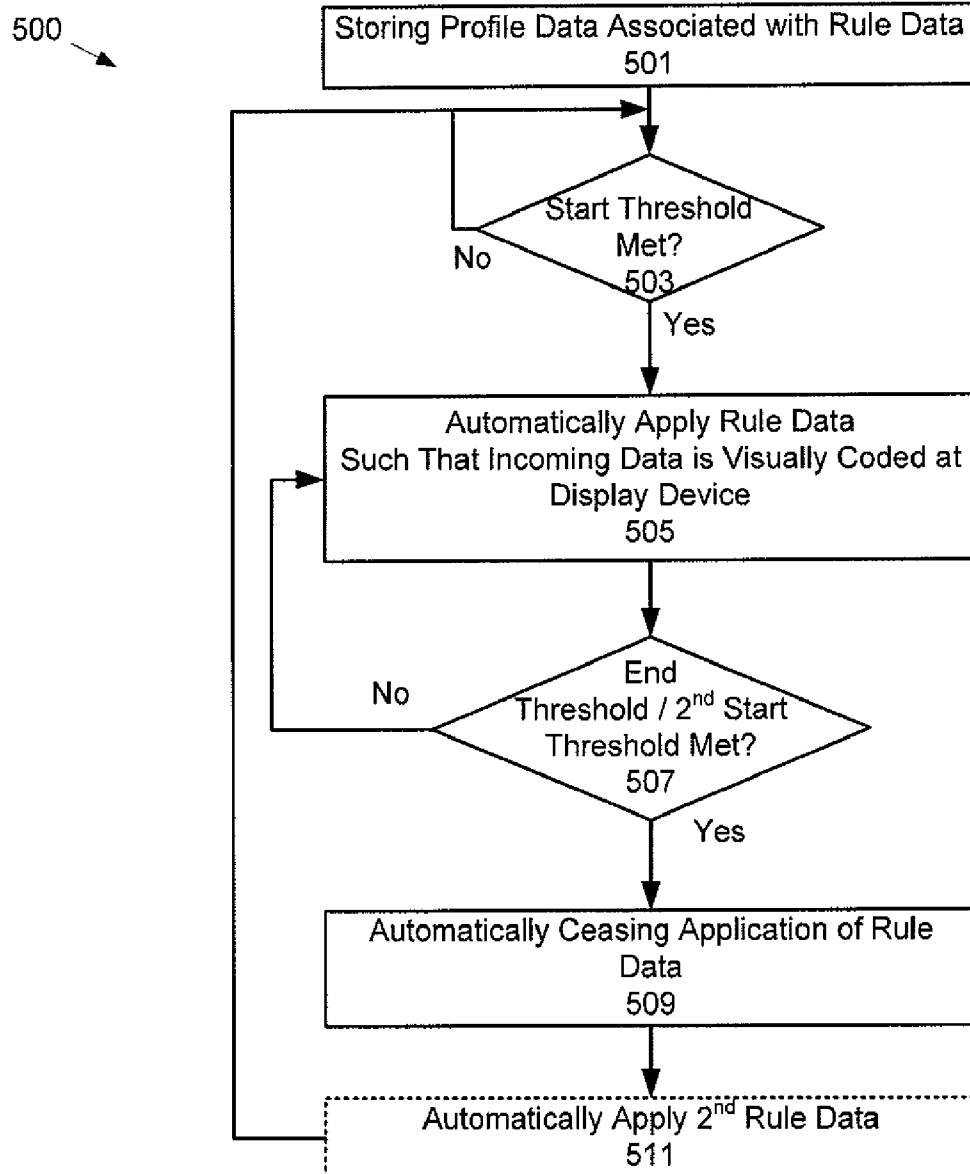 500
Storing Profile Data Associated with Rule Data
501
Start Threshold
Met?
503
No
Yes
Automatically Apply Rule Data
Such That Incoming Data is Visually Coded at
Display Device
505
End
Threshold / 2nd Start
Threshold Met?
507
No
Yes
Automatically Ceasing Application of Rule
Data
509
Automatically Apply 2nd Rule Data
511